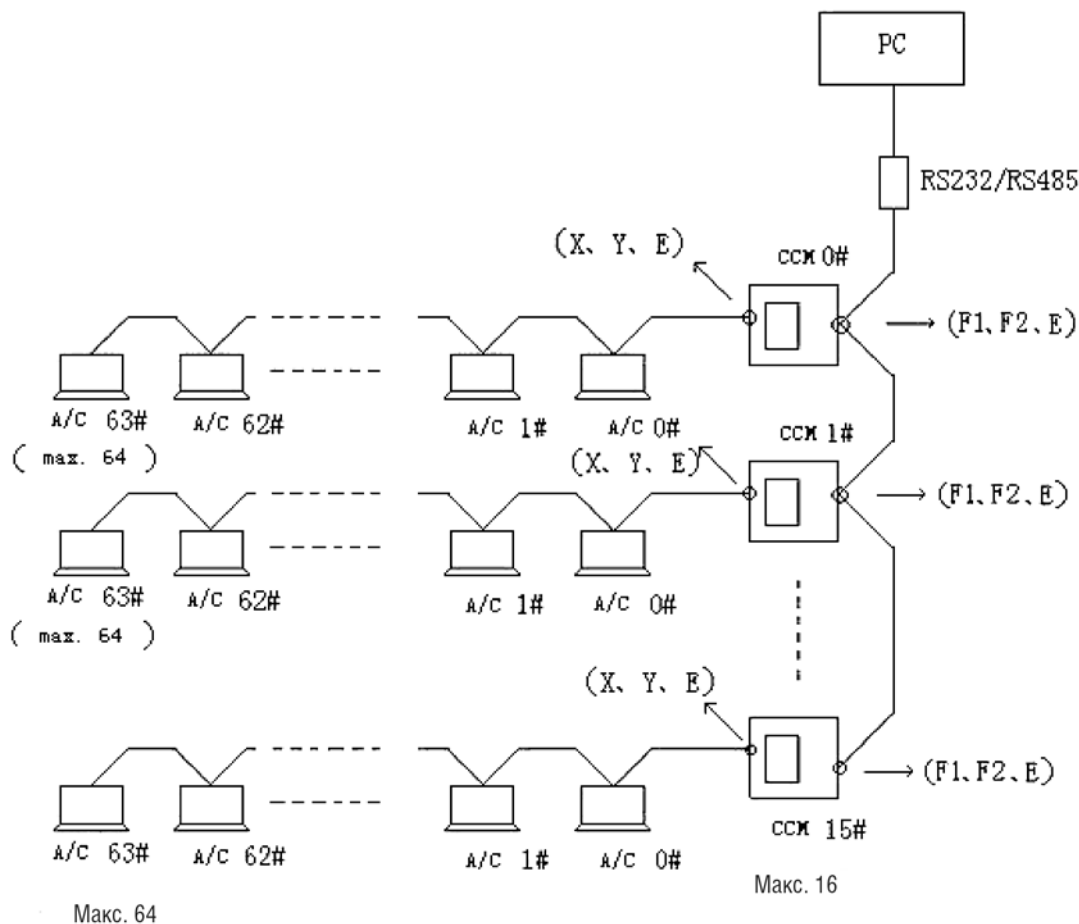 PC
RS232/RS485
(X、Y、E)
CCM 0#
(F1、F2、E)
A/C 63#
A/C 62#
A/C 1#
A/C 0#
( max. 64 )
(X、Y、E)
CCM 1#
(F1、F2、E)
A/C 63#
A/C 62#
A/C 1#
A/C 0#
( max. 64 )
(X、Y、E)
(F1、F2、E)
A/C 63#
A/C 62#
A/C 1#
A/C 0#
CCM 15#
Макс. 16
Макс. 64